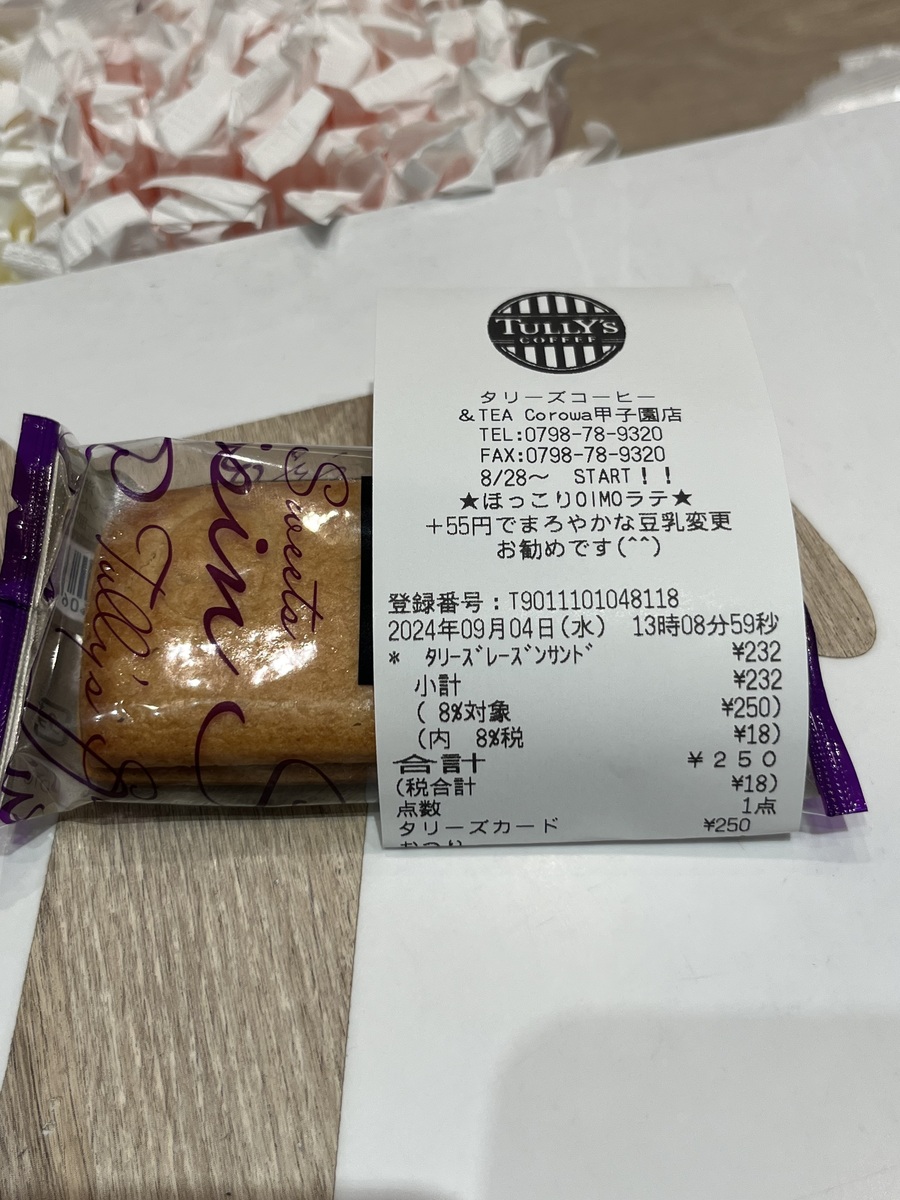 TULLY'S
COFFEE
タリーズコーヒー
&TEA Corowa甲子園店
TEL:0798-78-9320
FAX:0798-78-9320
8/28～ START!!
★ほっこりOIMOラテ★
+55円でまろやかな豆乳変更
お勧めです(^^)
登録番号:T9011101048118
2024年09月04日(水) 13時08分59秒
* ﾀﾘｰｽﾞﾚｰｽﾞﾝｻﾝﾄﾞ ¥232
小計 ¥232
( 8%対象 ¥250)
(内 8%税 ¥18)
合計 ¥250
(税合計 ¥18)
点数 1点
タリーズカード ¥250
Sweets
Tully's